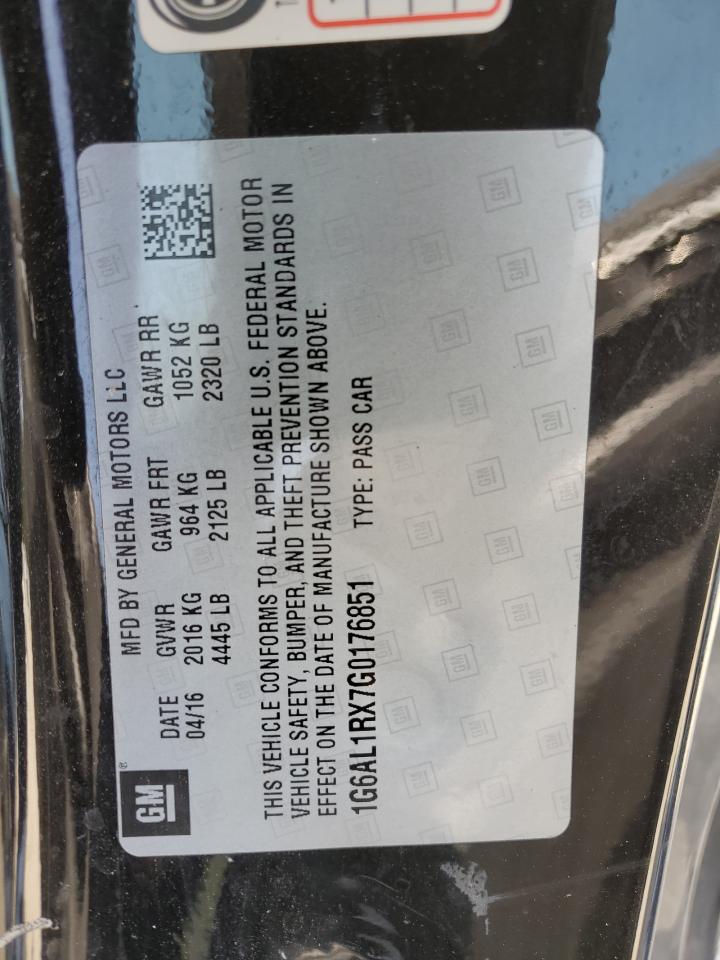 GM ®
MFD BY GENERAL MOTORS LLC
DATE GVWR GAWR FRT GAWR RR
04/16 2016 KG 964 KG 1052 KG
4445 LB 2125 LB 2320 LB
THIS VEHICLE CONFORMS TO ALL APPLICABLE U.S. FEDERAL MOTOR
VEHICLE SAFETY, BUMPER, AND THEFT PREVENTION STANDARDS IN
EFFECT ON THE DATE OF MANUFACTURE SHOWN ABOVE.
1G6AL1RX7G0176851 TYPE: PASS CAR